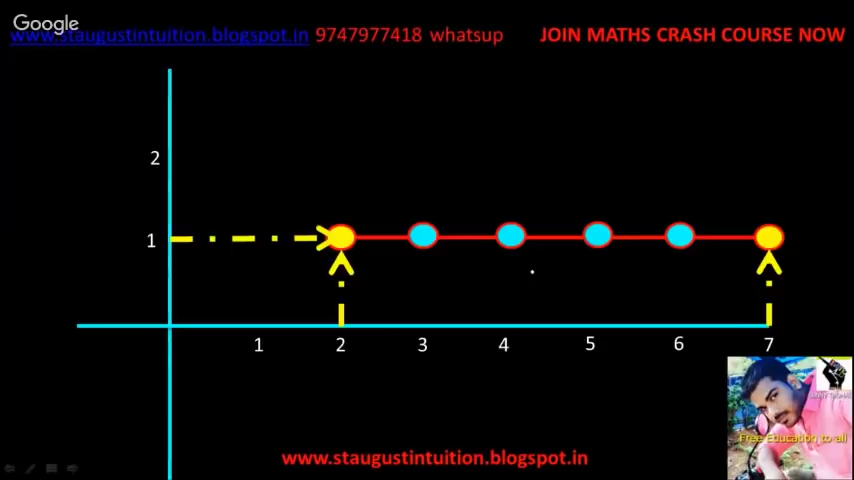 Google
www.staugustintuition.blogspot.in 9747977418 whatsup JOIN MATHS CRASH COURSE NOW
2
1
1 2 3 4 5 6 7
Free Education to all
www.staugustintuition.blogspot.in